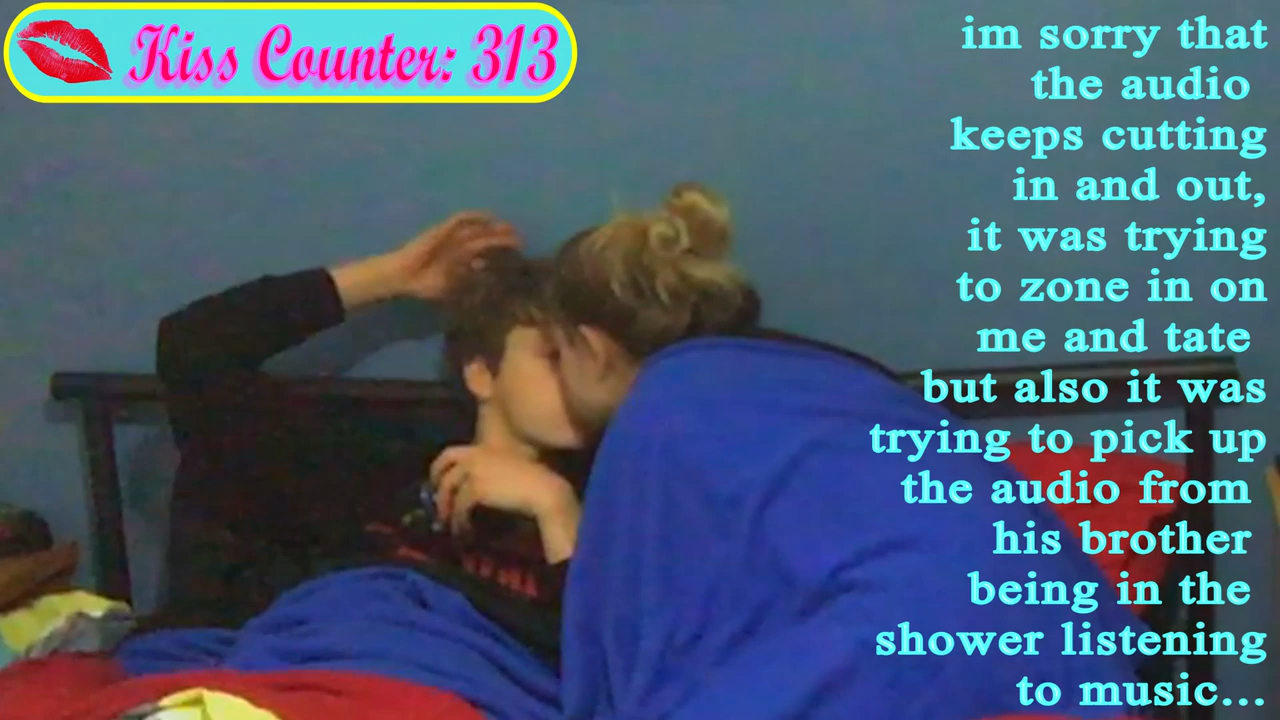 Kiss Counter: 313
im sorry that
the audio
keeps cutting
in and out,
it was trying
to zone in on
me and tate
but also it was
trying to pick up
the audio from
his brother
being in the
shower listening
to music...